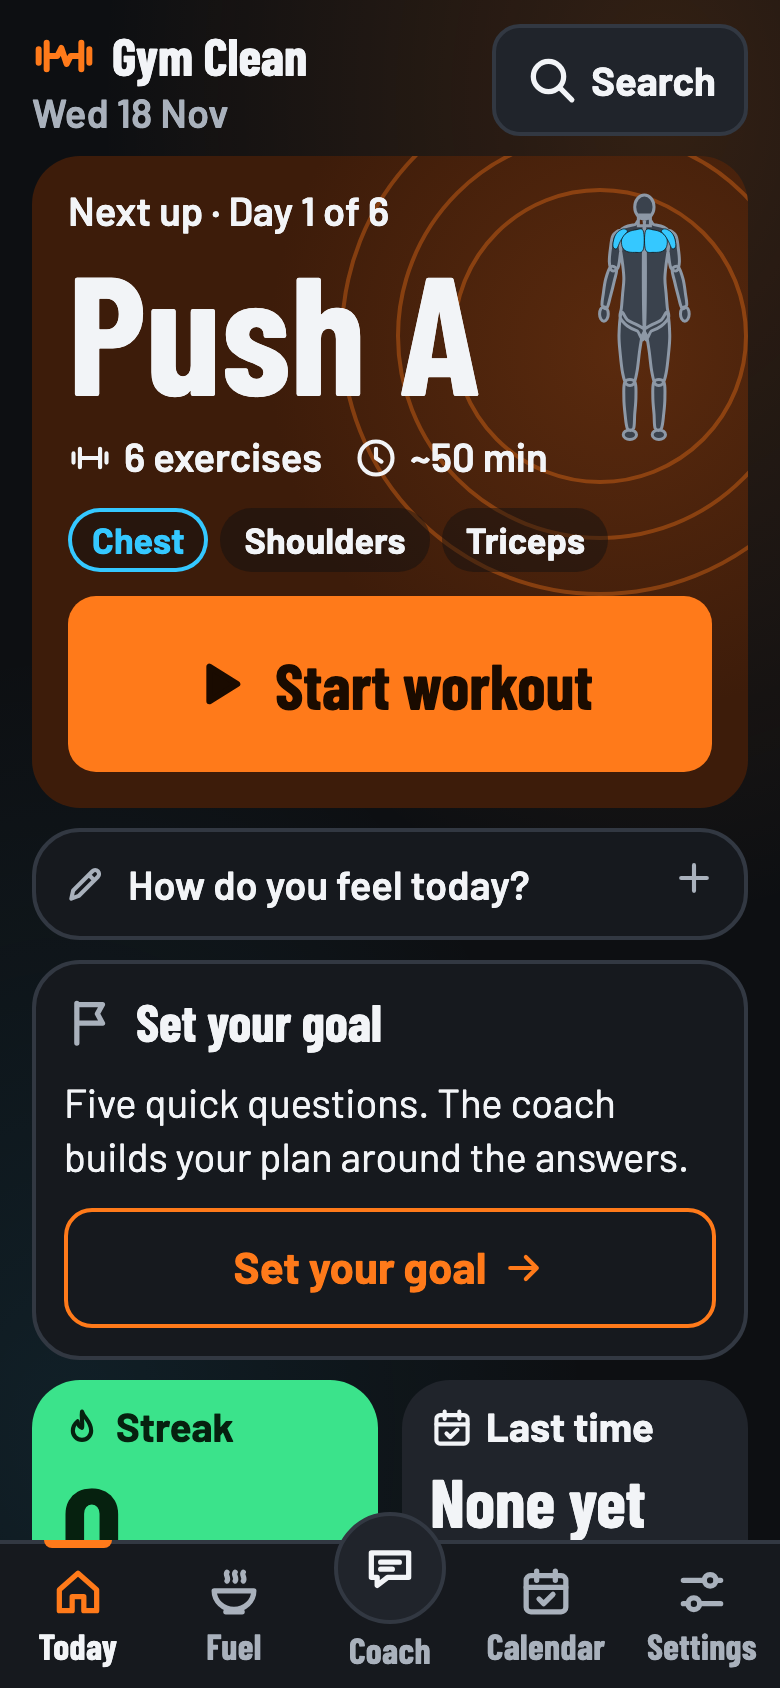 Gym Clean
Wed 18 Nov
Search
Next up · Day 1 of 6
Push A
6 exercises
~50 min
Chest
Shoulders
Triceps
Start workout
How do you feel today?
Set your goal
Five quick questions. The coach
builds your plan around the answers.
Set your goal →
Streak
Last time
None yet
Today
Fuel
Coach
Calendar
Settings